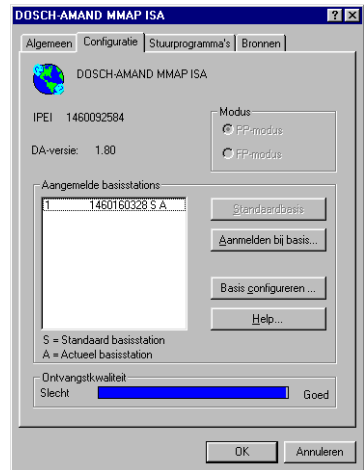 DOSCH-AMAND MMAP ISA
Algemeen Configuratie Stuurprogramma's Bronnen
DOSCH-AMAND MMAP ISA
IPEI 1460092584
DA-versie: 1.80
Modus
PP-modus
FP-modus
Aangemelde basisstations
1 1460160328 S A
Standaardbasis
Aanmelden bij basis...
Basis configureren ...
Help...
S = Standaard basisstation
A = Actueel basisstation
Ontvangstkwaliteit
Slecht Goed
OK Annuleren